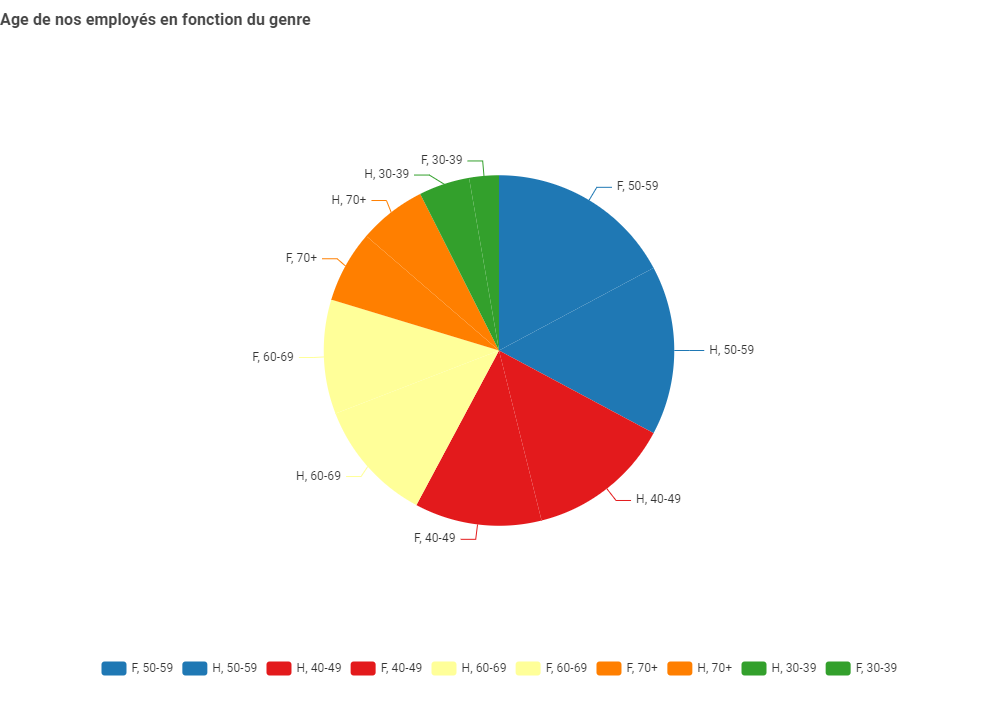 Age de nos employés en fonction du genre
F, 30-39
H, 30-39
F, 50-59
H, 70+
F, 70+
H, 50-59
F, 60-69
H, 60-69
H, 40-49
F, 40-49
F, 50-59 H, 50-59 H, 40-49 F, 40-49 H, 60-69 F, 60-69 F, 70+ H, 70+ H, 30-39 F, 30-39